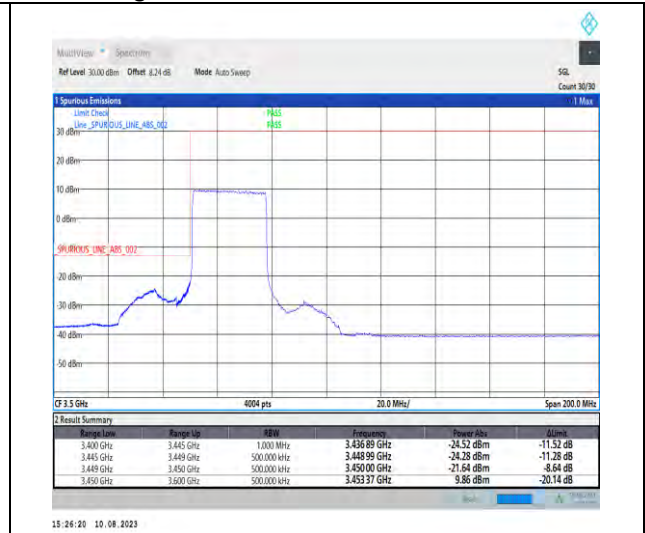 MultiView Spectrum
Ref Level 30.00 dBm Offset 8.24 dB Mode Auto Sweep SGL
Count 30/30
1 Spurious Emissions 1 Max
Limit Check PASS
Line _SPURIOUS_LINE_ABS_002 PASS
30 dBm
20 dBm
10 dBm
0 dBm
_SPURIOUS_LINE_ABS_002
-20 dBm
-30 dBm
-40 dBm
-50 dBm
CF 3.5 GHz 4004 pts 20.0 MHz/ Span 200.0 MHz
2 Result Summary
Range Low Range Up RBW Frequency Power Abs ΔLimit
3.400 GHz 3.445 GHz 1.000 MHz 3.436 89 GHz -24.52 dBm -11.52 dB
3.445 GHz 3.449 GHz 500.000 kHz 3.448 99 GHz -24.28 dBm -11.28 dB
3.449 GHz 3.450 GHz 500.000 kHz 3.450 00 GHz -21.64 dBm -8.64 dB
3.450 GHz 3.600 GHz 500.000 kHz 3.453 37 GHz 9.86 dBm -20.14 dB
15:26:20 10.08.2023